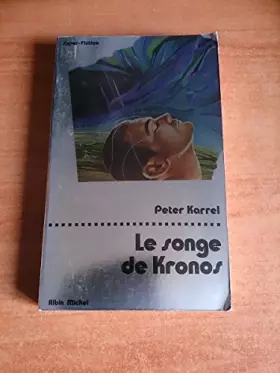 Super-Fiction
Peter Karrel
Le songe
de Kronos
Albin Michel